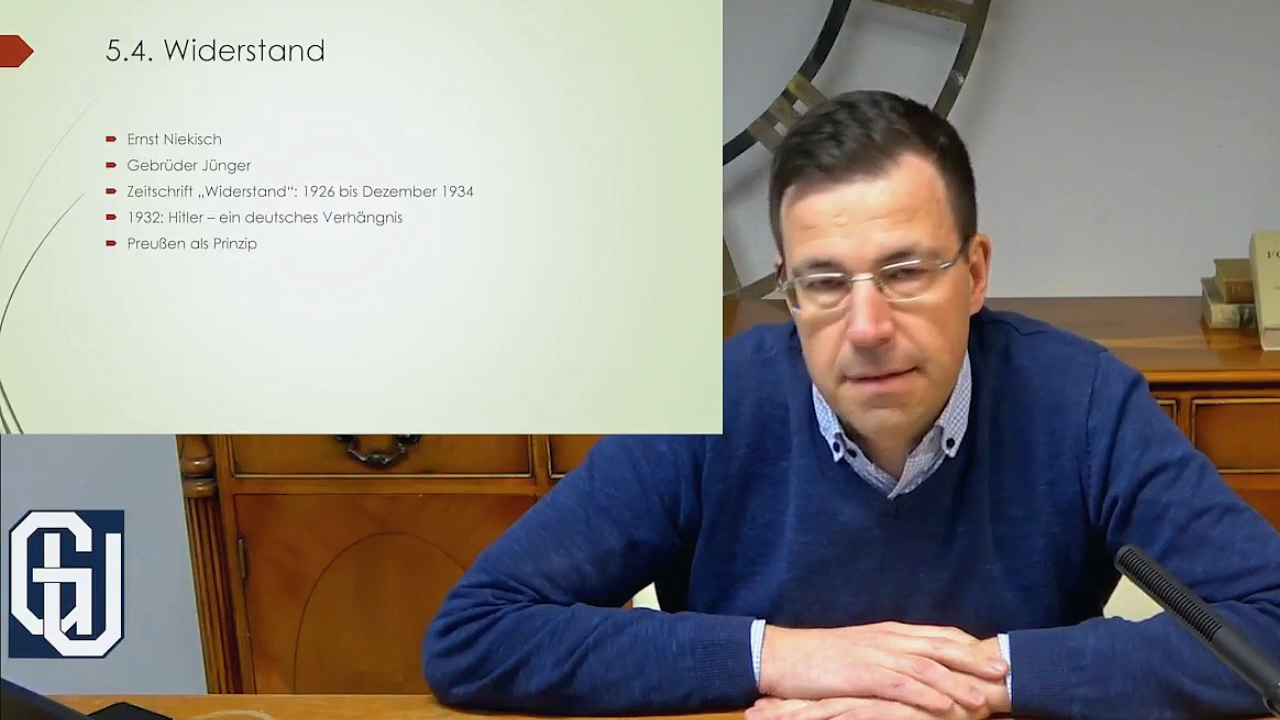 5.4. Widerstand
Ernst Niekisch
Gebrüder Jünger
Zeitschrift „Widerstand“: 1926 bis Dezember 1934
1932: Hitler – ein deutsches Verhängnis
Preußen als Prinzip